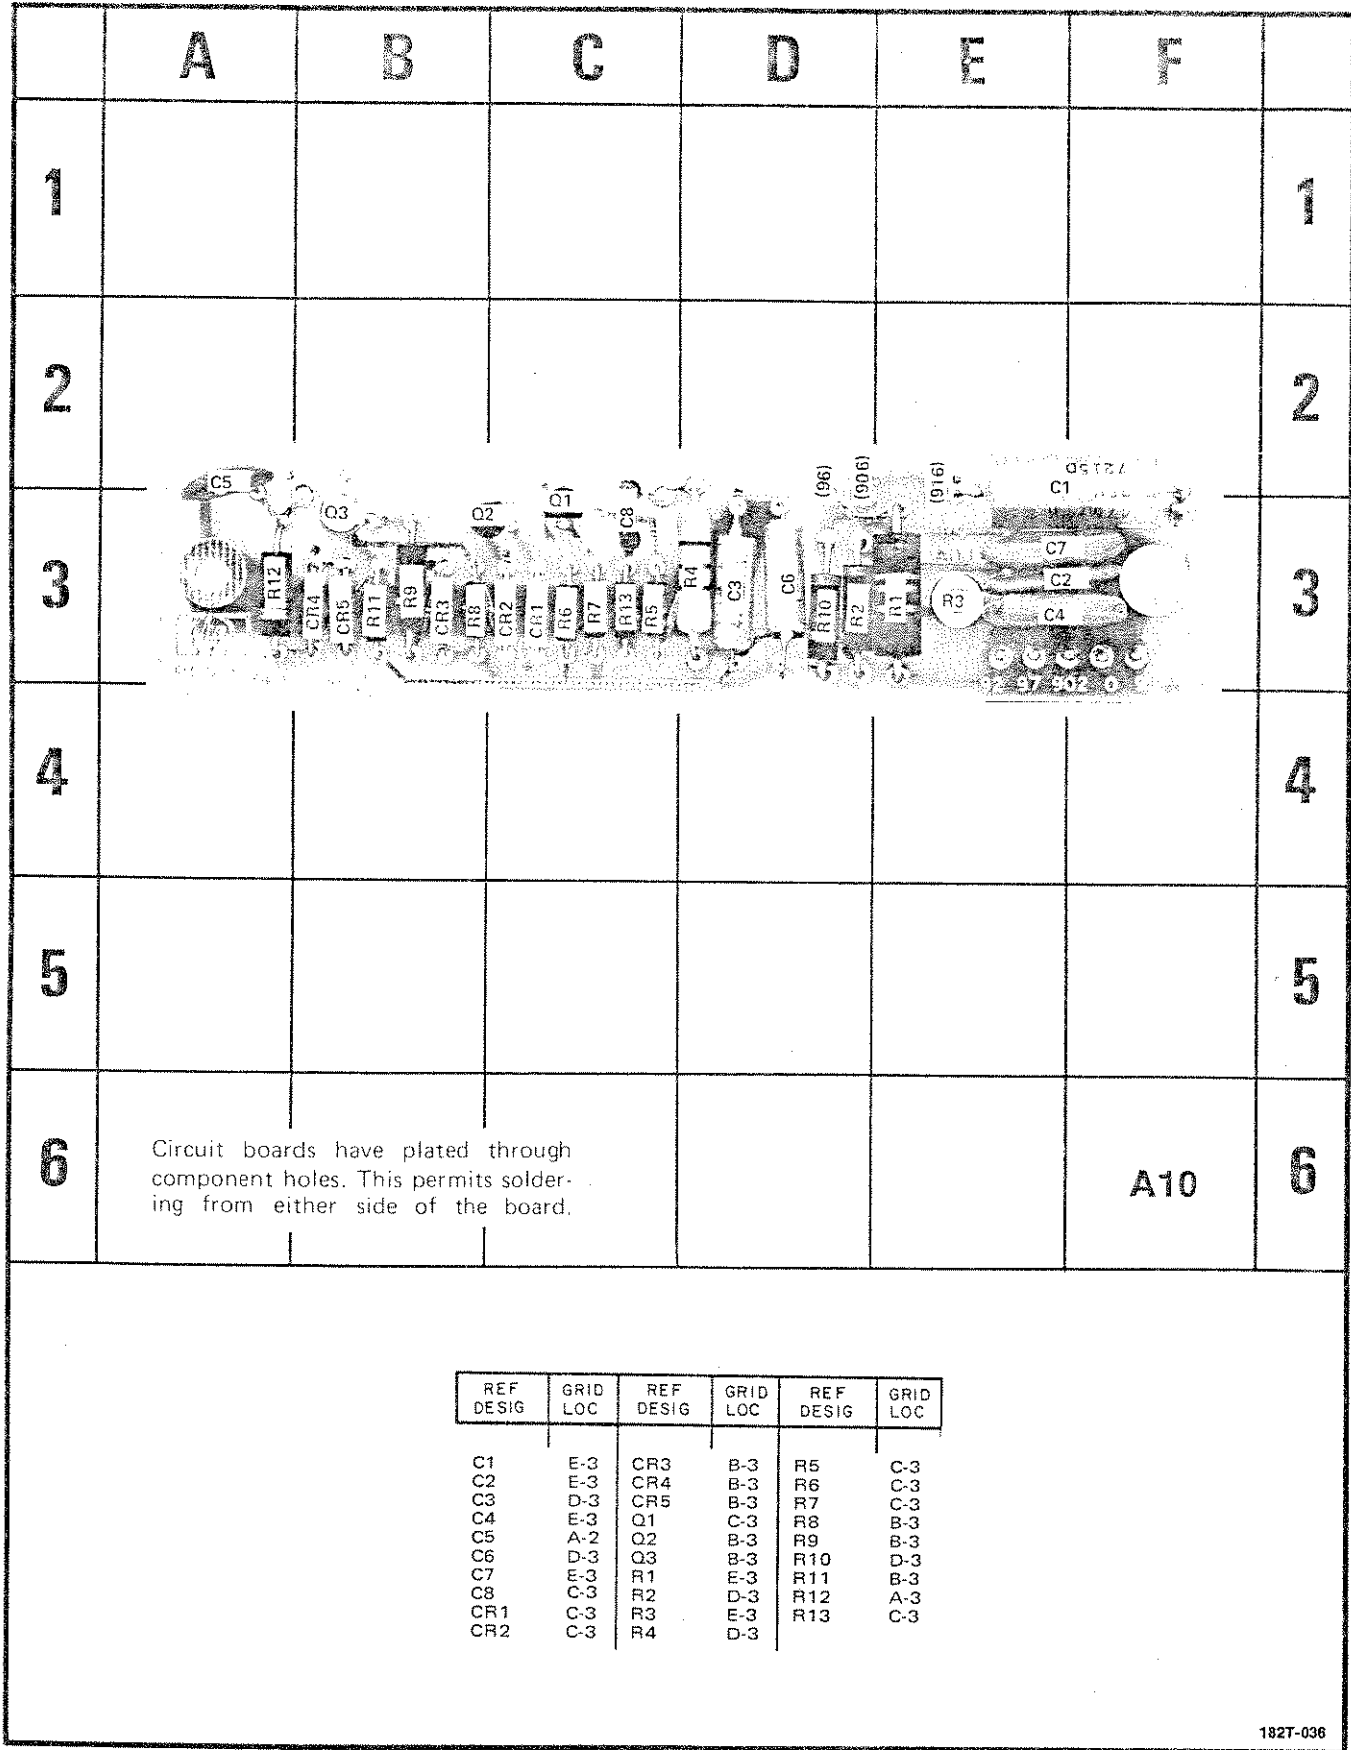 A B C D E F
1 1
2 2
(96) (906) (916) 7215D
C5 C1
Q3 Q2 Q1 C8
C7
R12 R9 R4 C3 C6 C2
CR4 CR5 R11 CR3 R8 CR2 CR1 R6 R7 R13 R5 R10 R2 R1 R3 C4
3 3
92 97 902 0
4 4
5 5
6 6
Circuit boards have plated through
component holes. This permits solder-
ing from either side of the board.
A10
REF DESIG GRID LOC REF DESIG GRID LOC REF DESIG GRID LOC
C1 E-3 CR3 B-3 R5 C-3
C2 E-3 CR4 B-3 R6 C-3
C3 D-3 CR5 B-3 R7 C-3
C4 E-3 Q1 C-3 R8 B-3
C5 A-2 Q2 B-3 R9 B-3
C6 D-3 Q3 B-3 R10 D-3
C7 E-3 R1 E-3 R11 B-3
C8 C-3 R2 D-3 R12 A-3
CR1 C-3 R3 E-3 R13 C-3
CR2 C-3 R4 D-3
182T-036